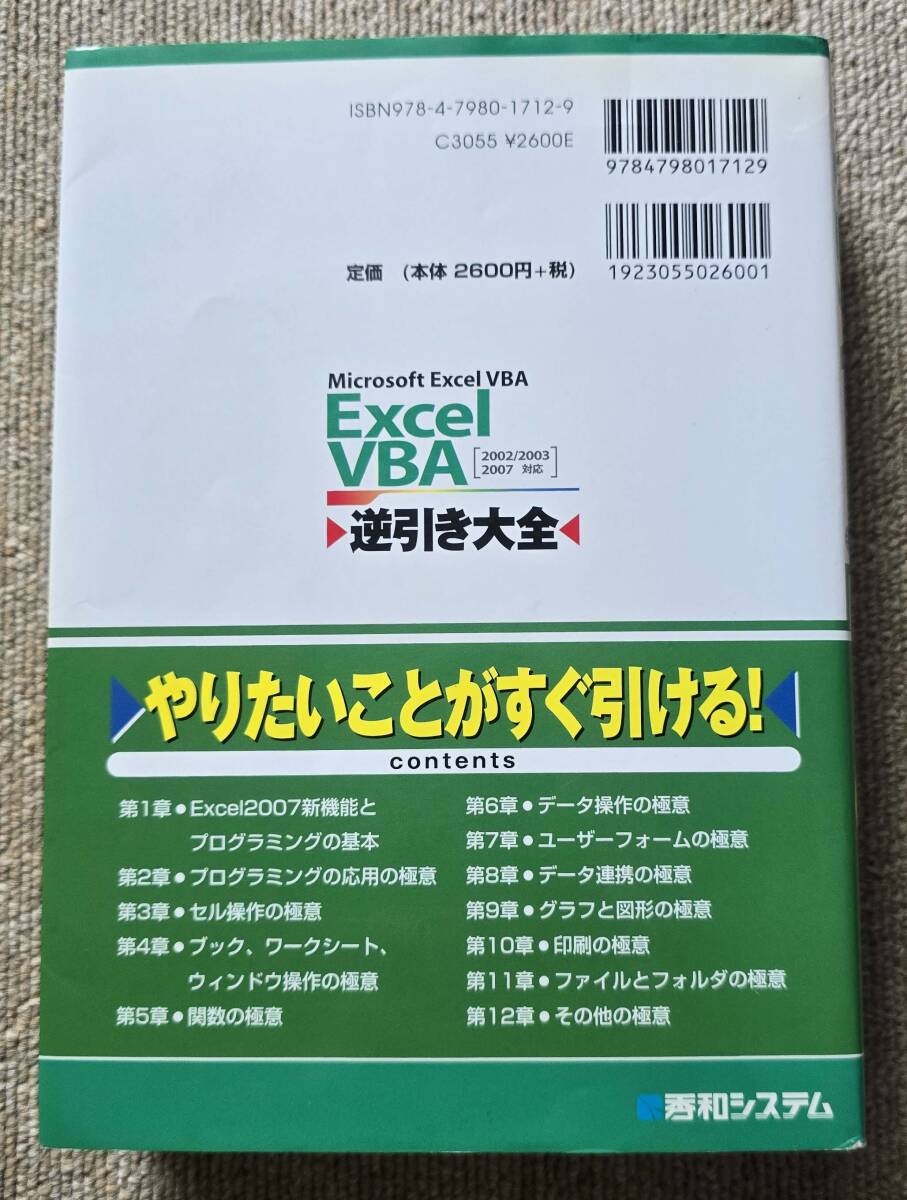 ISBN978-4-7980-1712-9
C3055 ¥2600E
9784798017129
定価 (本体 2600円+税)
1923055026001
Microsoft Excel VBA
Excel
VBA
[2002/2003
2007 対応]
逆引き大全
やりたいことがすぐ引ける!
contents
第1章●Excel2007新機能と
プログラミングの基本
第2章●プログラミングの応用の極意
第3章●セル操作の極意
第4章●ブック、ワークシート、
ウィンドウ操作の極意
第5章●関数の極意
第6章●データ操作の極意
第7章●ユーザーフォームの極意
第8章●データ連携の極意
第9章●グラフと図形の極意
第10章●印刷の極意
第11章●ファイルとフォルダの極意
第12章●その他の極意
秀和システム